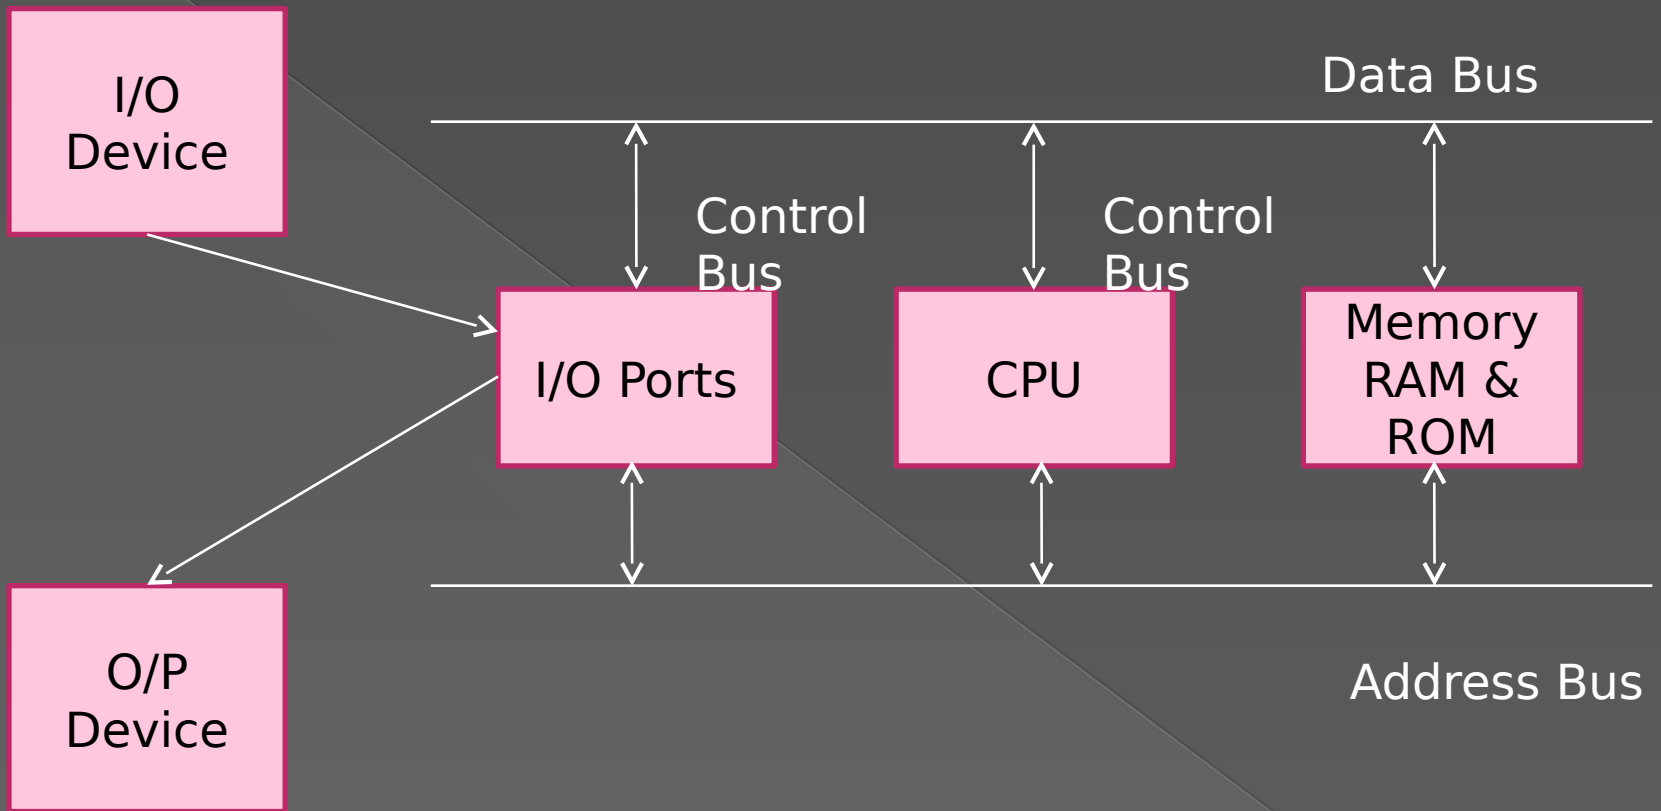 I/O
Device
Data Bus
Control
Bus
Control
Bus
I/O Ports
CPU
Memory
RAM &
ROM
O/P
Device
Address Bus